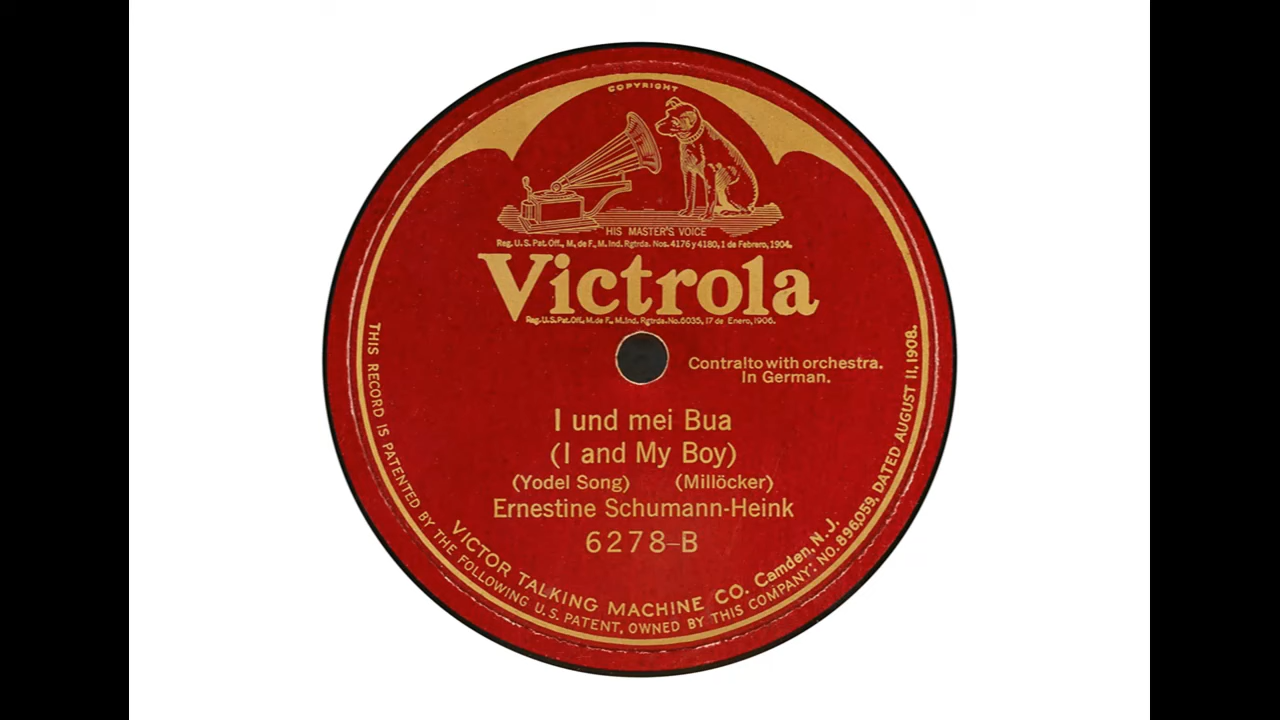 COPYRIGHT
HIS MASTER'S VOICE
Reg. U. S. Pat. Off., M. de F., M. Ind. Rgtrda. Nos. 4176 y 4180, 1 de Febrero, 1904.
Victrola
Reg. U.S. Pat. Off., M. de F., M. Ind. Rgtrda. No. 6035, 17 de Enero, 1906.
Contralto with orchestra.
In German.
I und mei Bua
(I and My Boy)
(Yodel Song) (Millöcker)
Ernestine Schumann-Heink
6278-B
VICTOR TALKING MACHINE CO. Camden, N. J.
THIS RECORD IS PATENTED BY THE FOLLOWING U. S. PATENT, OWNED BY THIS COMPANY: NO. 896,059, DATED AUGUST 11, 1908.